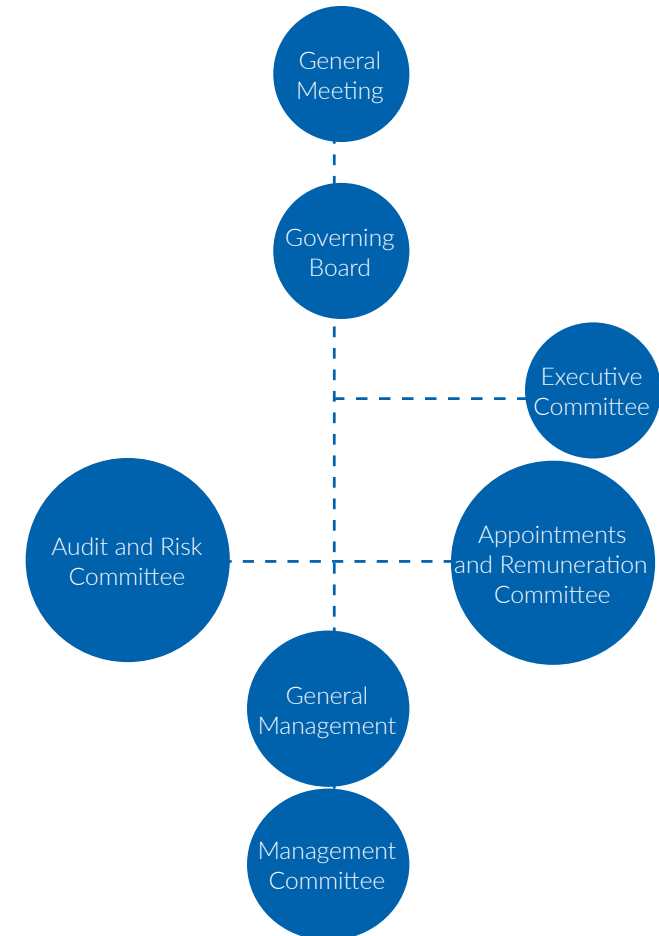 General
Meeting
Governing
Board
Executive
Committee
Audit and Risk
Committee
Appointments
and Remuneration
Committee
General
Management
Management
Committee